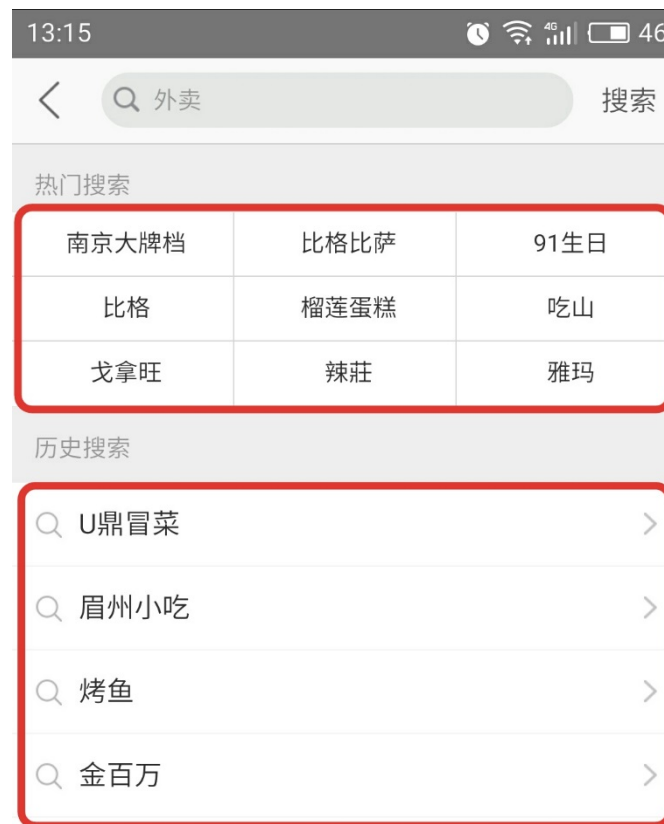 13:15 4G 46
外卖 搜索
热门搜索
南京大牌档 比格比萨 91生日
比格 榴莲蛋糕 吃山
戈拿旺 辣莊 雅玛
历史搜索
U鼎冒菜
眉州小吃
烤鱼
金百万